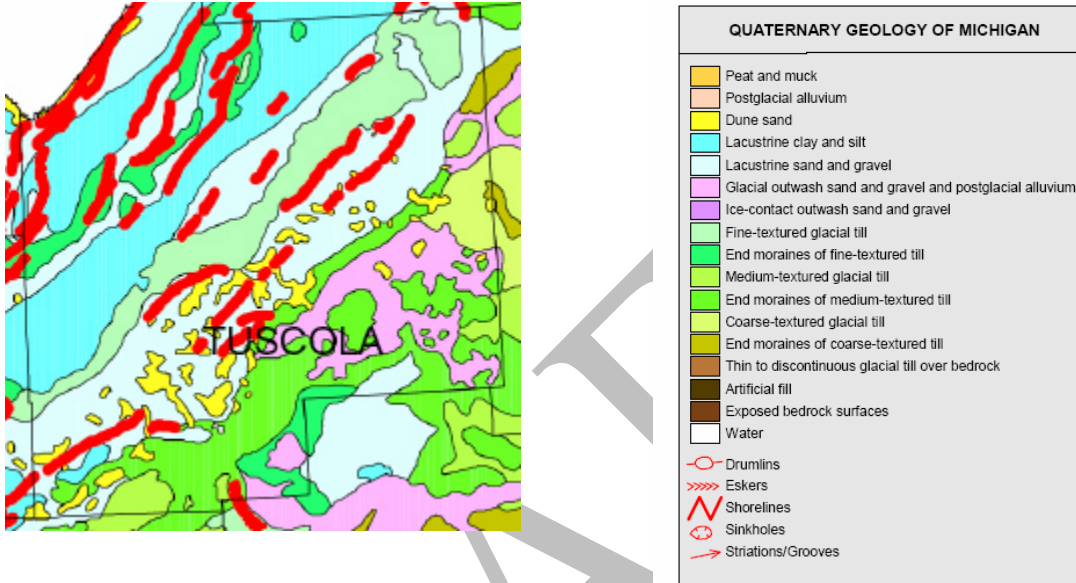 TUSCOLA
QUATERNARY GEOLOGY OF MICHIGAN
Peat and muck
Postglacial alluvium
Dune sand
Lacustrine clay and silt
Lacustrine sand and gravel
Glacial outwash sand and gravel and postglacial alluvium
Ice-contact outwash sand and gravel
Fine-textured glacial till
End moraines of fine-textured till
Medium-textured glacial till
End moraines of medium-textured till
Coarse-textured glacial till
End moraines of coarse-textured till
Thin to discontinuous glacial till over bedrock
Artificial fill
Exposed bedrock surfaces
Water
Drumlins
Eskers
Shorelines
Sinkholes
Striations/Grooves